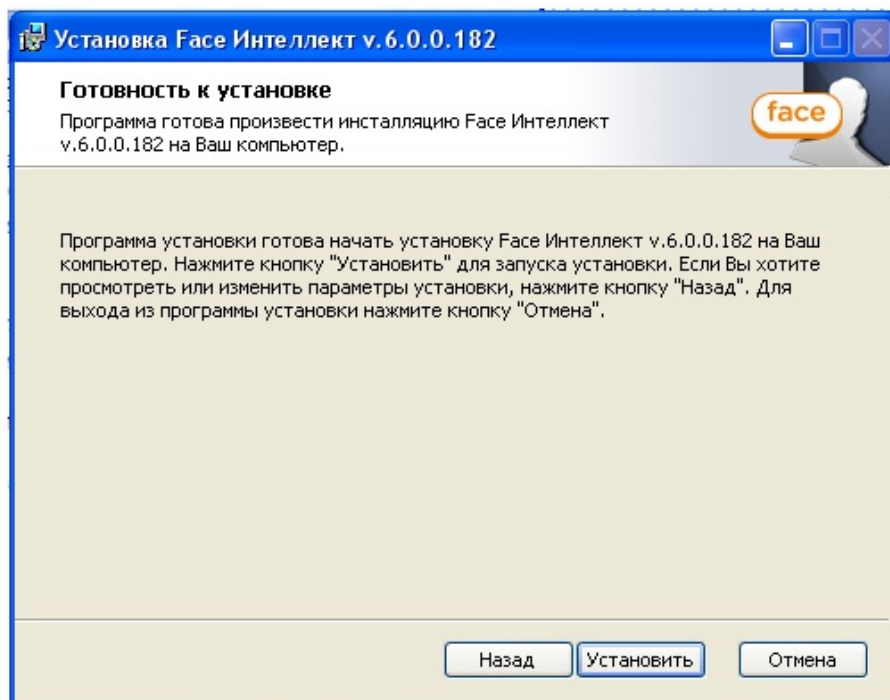 Установка Face Интеллект v.6.0.0.182
Готовность к установке
Программа готова произвести инсталляцию Face Интеллект
v.6.0.0.182 на Ваш компьютер.
face
Программа установки готова начать установку Face Интеллект v.6.0.0.182 на Ваш
компьютер. Нажмите кнопку "Установить" для запуска установки. Если Вы хотите
просмотреть или изменить параметры установки, нажмите кнопку "Назад". Для
выхода из программы установки нажмите кнопку "Отмена".
Назад
Установить
Отмена